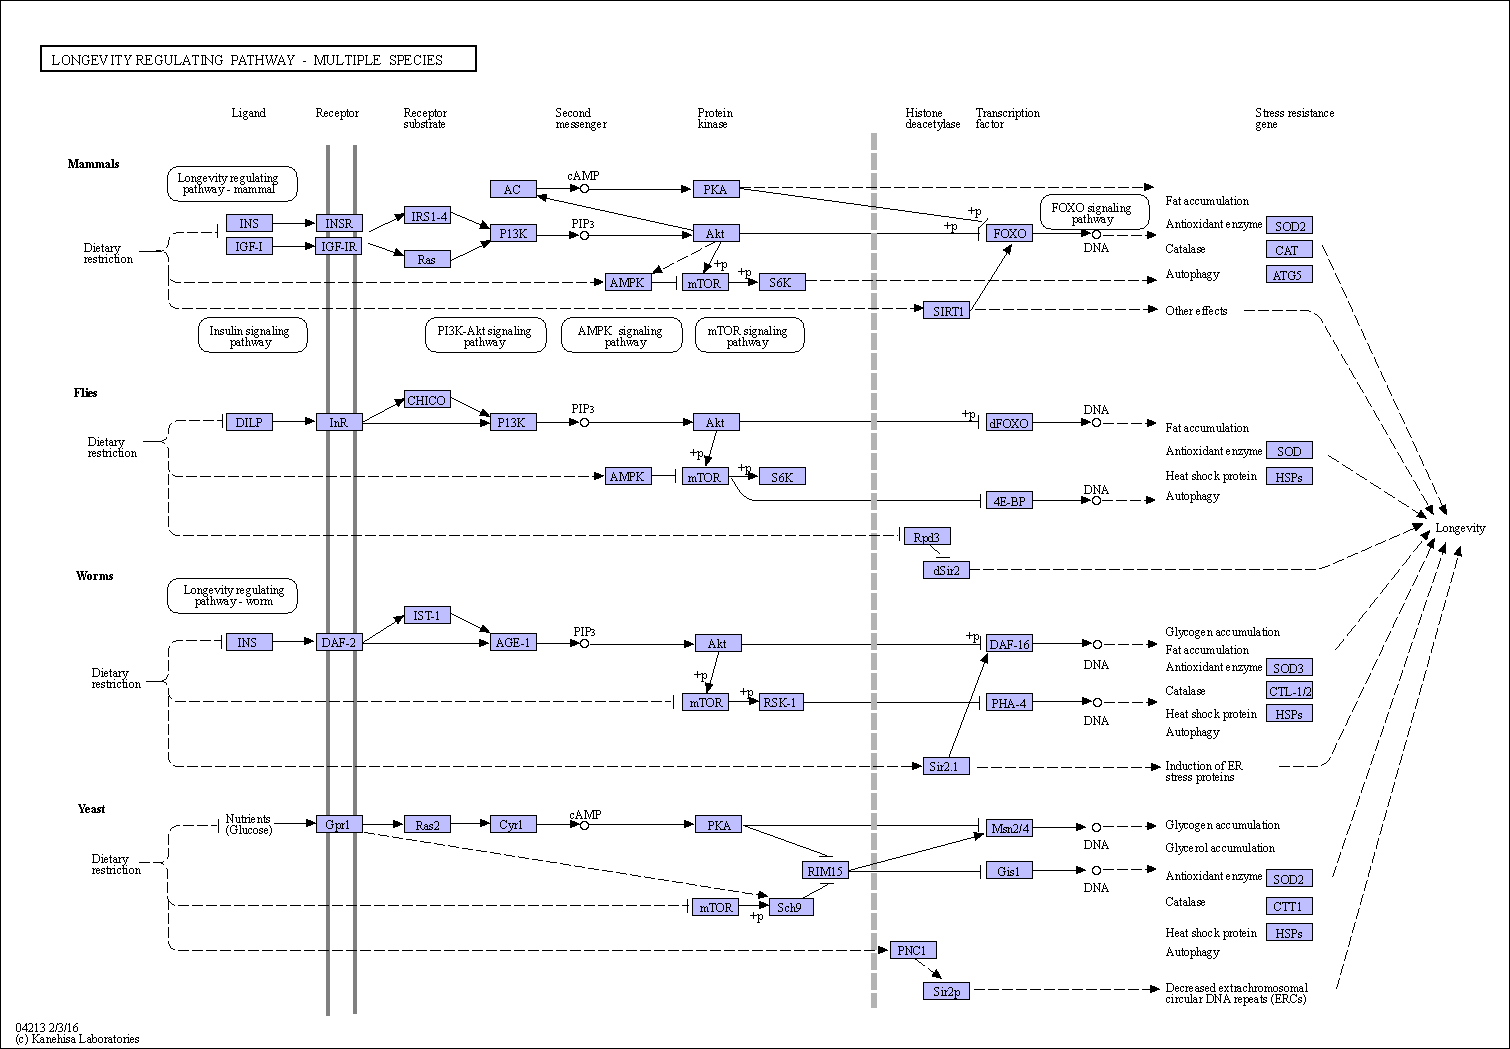 LONGEVITY REGULATING PATHWAY - MULTIPLE SPECIES
Ligand
Receptor
Receptor
substrate
Second
messenger
Protein
kinase
Histone
deacetylase
Transcription
factor
Stress resistance
gene
Mammals
Longevity regulating
pathway - mammal
AC
cAMP
PKA
Fat accumulation
INS
INSR
IRS1-4
P13K
PIP3
Akt
+p
+p
FOXO
FOXO signaling
pathway
DNA
Antioxidant enzyme
SOD2
Dietary
restriction
IGF-I
IGF-IR
Ras
Catalase
CAT
AMPK
+p
mTOR
+p
S6K
Autophagy
ATG5
SIRT1
Other effects
Insulin signaling
pathway
PI3K-Akt signaling
pathway
AMPK signaling
pathway
mTOR signaling
pathway
Flies
CHICO
DILP
InR
P13K
PIP3
Akt
+p
dFOXO
DNA
Fat accumulation
Dietary
restriction
Antioxidant enzyme
SOD
+p
AMPK
mTOR
+p
S6K
Heat shock protein
HSPs
4E-BP
DNA
Autophagy
Rpd3
dSir2
Longevity
Worms
Longevity regulating
pathway - worm
IST-1
INS
DAF-2
AGE-1
PIP3
Akt
+p
DAF-16
DNA
Glycogen accumulation
Fat accumulation
Antioxidant enzyme
SOD3
Dietary
restriction
+p
mTOR
+p
RSK-1
PHA-4
DNA
Catalase
CTL-1/2
Heat shock protein
HSPs
Autophagy
Sir2.1
Induction of ER
stress proteins
Yeast
Nutrients
(Glucose)
Gpr1
Ras2
Cyr1
cAMP
PKA
Msn2/4
DNA
Glycogen accumulation
Glycerol accumulation
Dietary
restriction
RIM15
Gis1
DNA
Antioxidant enzyme
SOD2
mTOR
+p
Sch9
Catalase
CTT1
Heat shock protein
HSPs
PNC1
Autophagy
Sir2p
Decreased extrachromosomal
circular DNA repeats (ERCs)
04213 2/3/16
(c) Kanehisa Laboratories